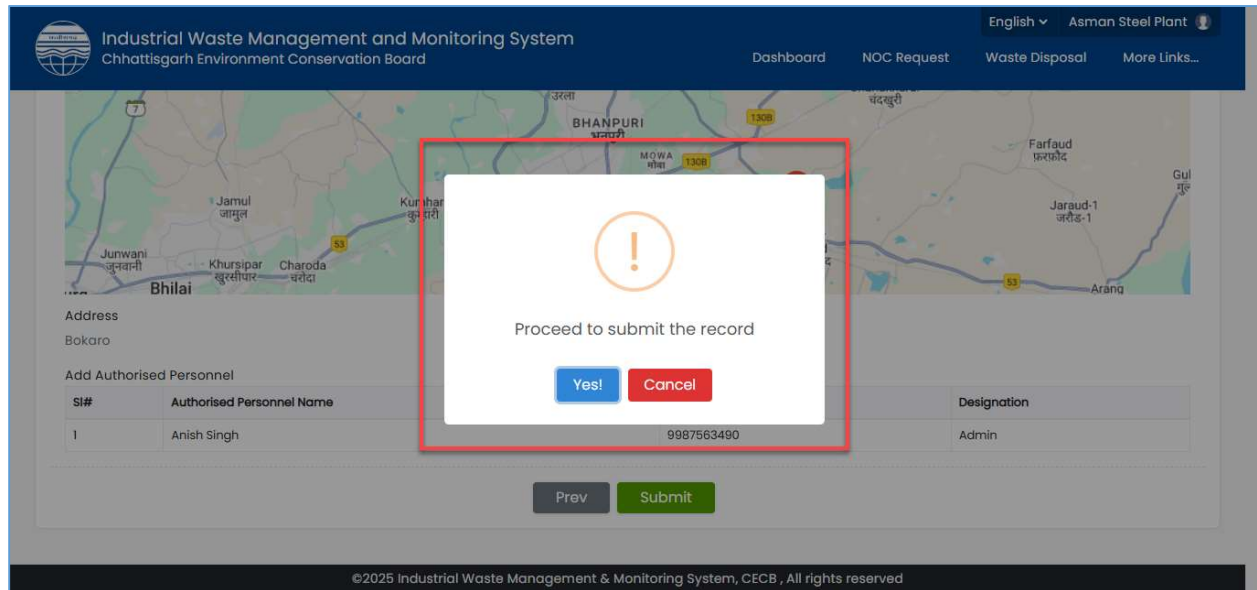 English
Asman Steel Plant
Industrial Waste Management and Monitoring System
Chhattisgarh Environment Conservation Board
Dashboard
NOC Request
Waste Disposal
More Links...
7
उरला
BHANPURI
130B
चंदखुरी
MOWA
मोवा
130B
Farfaud
फरफौद
Jamul
जामुल
Jaraud-1
जरौड-1
53
Junwani
जुनवानी
Khursipar
खुरसीपार
Charoda
चरोदा
Bhilai
53
Arang
Address
Bokaro
Proceed to submit the record
Yes!
Cancel
Add Authorised Personnel
Sl#
Authorised Personnel Name
Designation
1
Anish Singh
9987563490
Admin
Prev
Submit
©2025 Industrial Waste Management & Monitoring System, CECB , All rights reserved